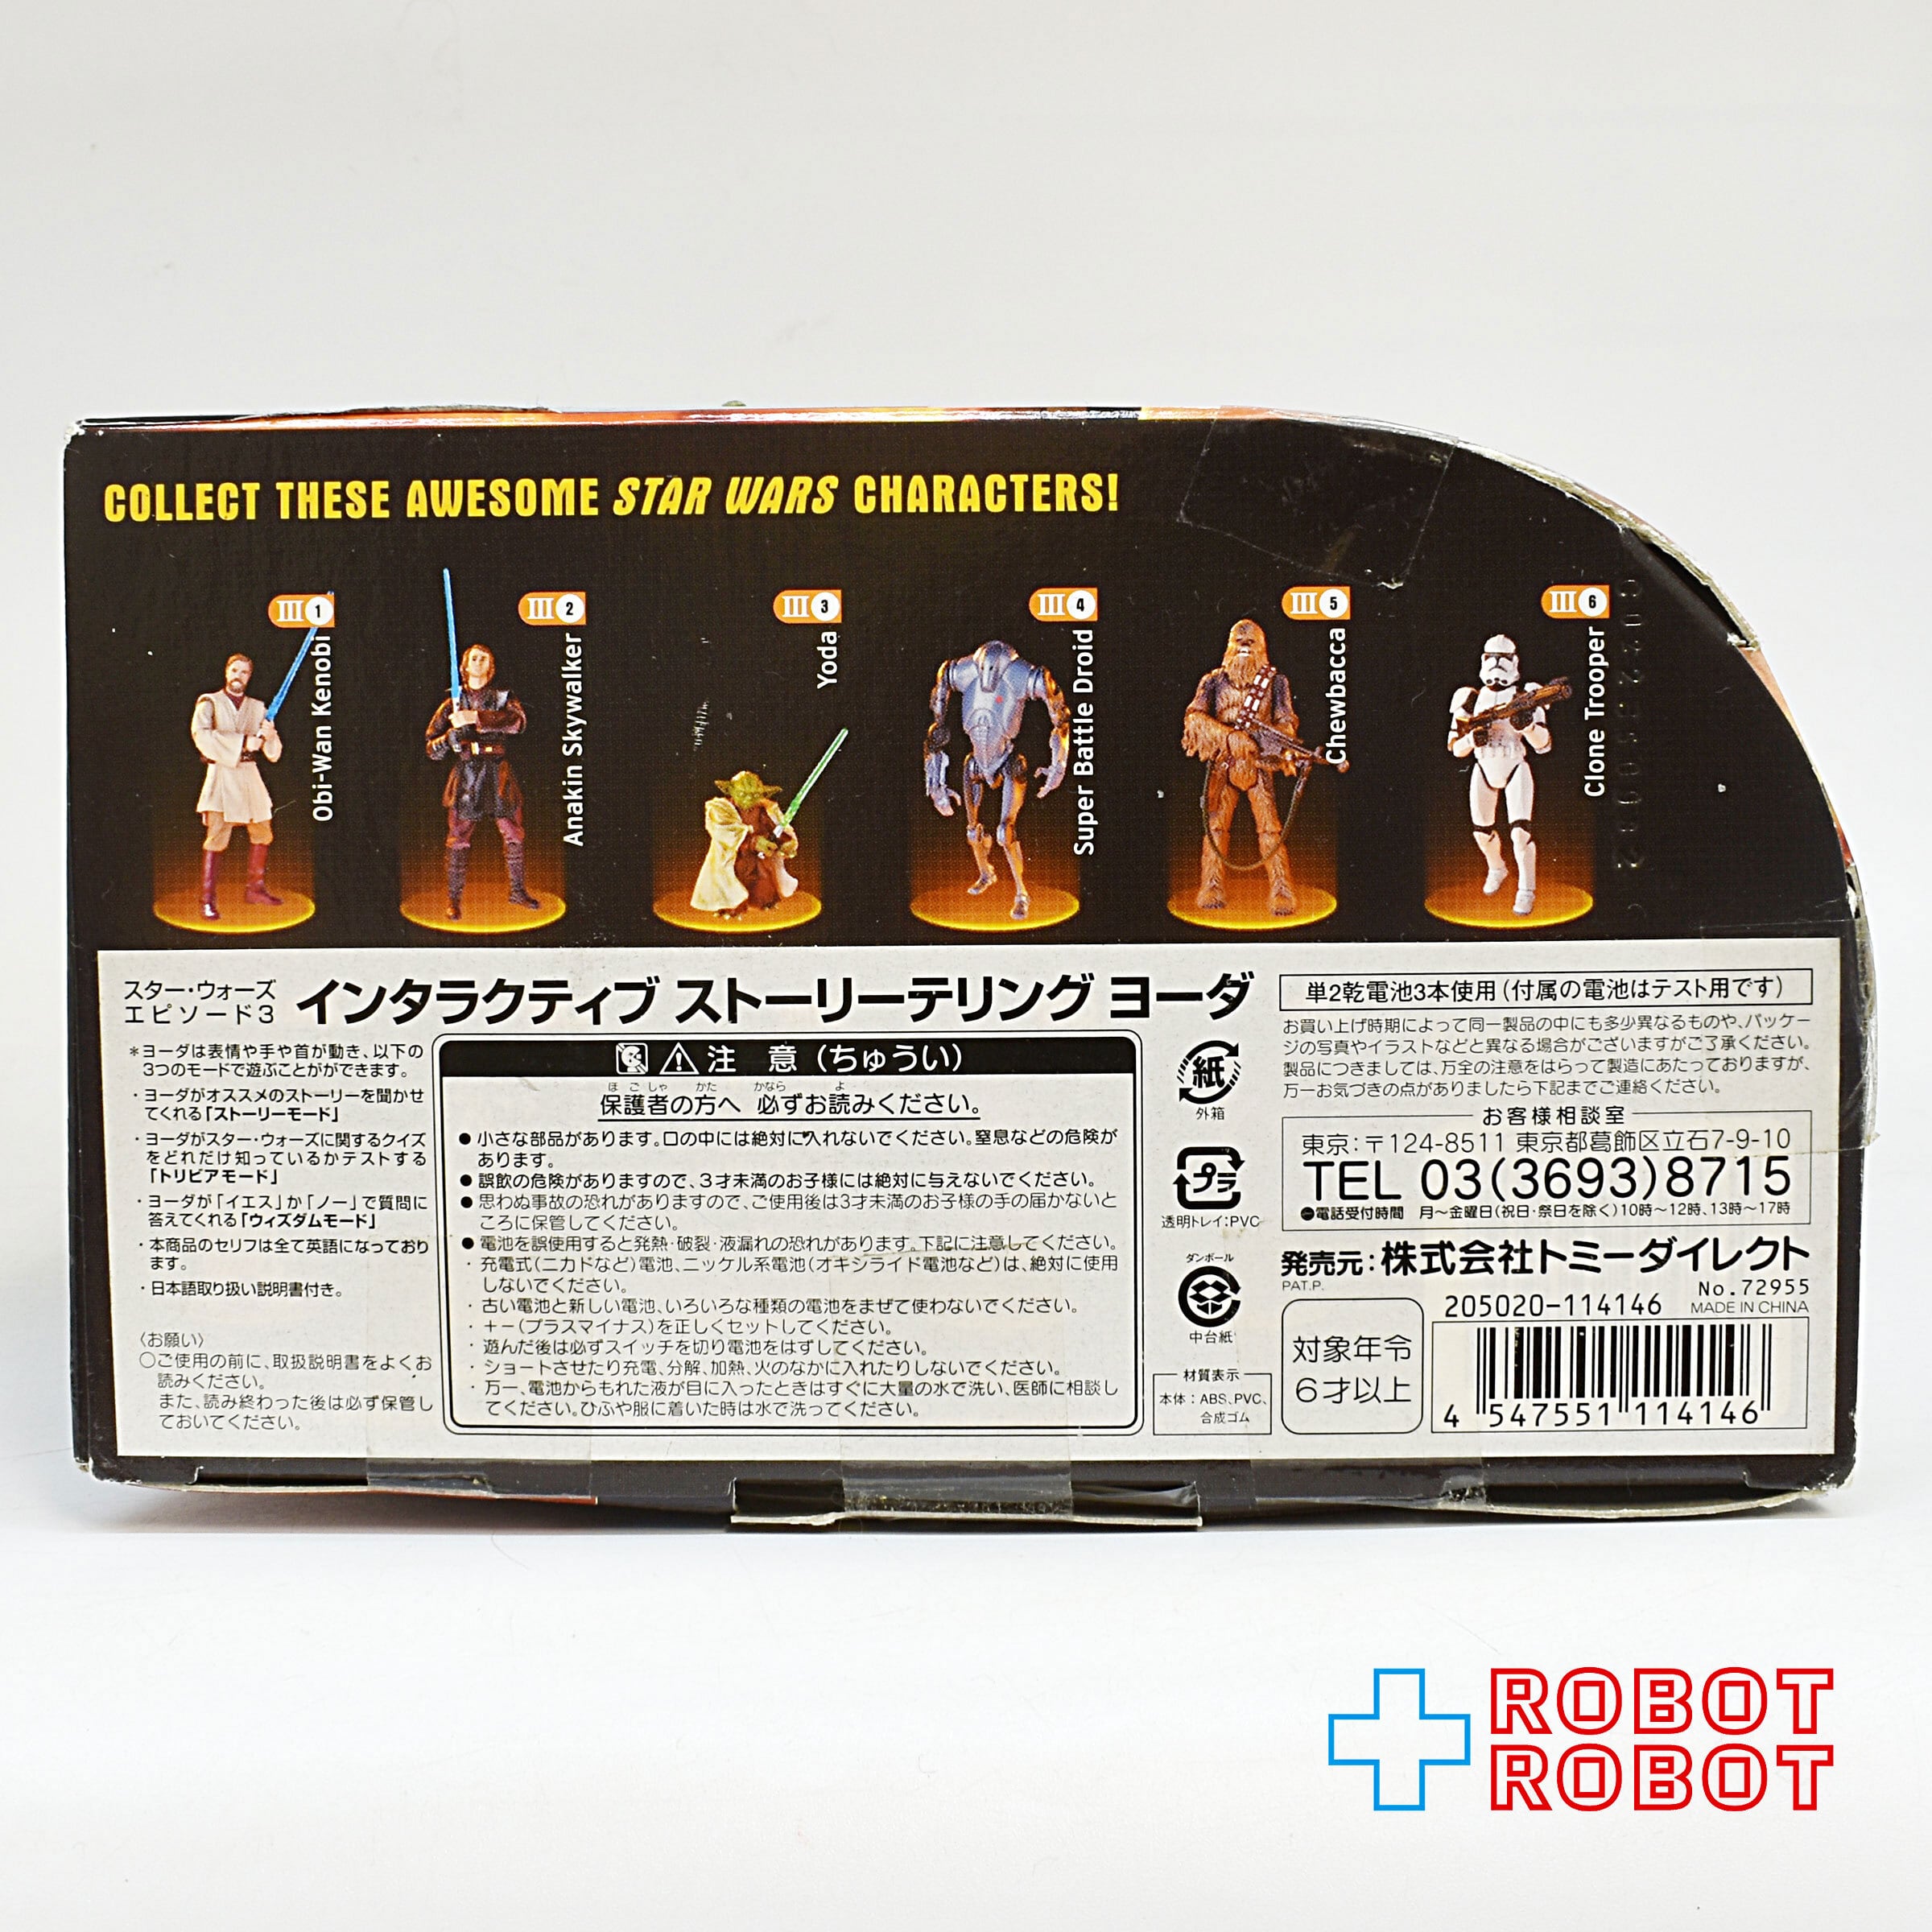 COLLECT THESE AWESOME STAR WARS CHARACTERS!
III 1
Obi-Wan Kenobi
III 2
Anakin Skywalker
III 3
Yoda
III 4
Super Battle Droid
III 5
Chewbacca
III 6
Clone Trooper
スター・ウォーズ
エピソード3
インタラクティブ ストーリーテリング ヨーダ
*ヨーダは表情や手や首が動き、以下の
3つのモードで遊ぶことができます。
・ヨーダがオススメのストーリーを聞かせ
てくれる「ストーリーモード」
・ヨーダがスター・ウォーズに関するクイズ
をどれだけ知っているかテストする
「トリビアモード」
・ヨーダが「イエス」か「ノー」で質問に
答えてくれる「ウィズダムモード」
・本商品のセリフは全て英語になっており
ます。
・日本語取り扱い説明書付き。
〈お願い〉
○ご使用の前に、取扱説明書をよくお
読みください。
また、読み終わった後は必ず保管し
ておいてください。
注 意 (ちゅうい)
ほごしゃ かた かなら よ
保護者の方へ 必ずお読みください。
●小さな部品があります。口の中には絶対に入れないでください。窒息などの危険が
あります。
●誤飲の危険がありますので、3才未満のお子様には絶対に与えないでください。
●思わぬ事故の恐れがありますので、ご使用後は3才未満のお子様の手の届かないと
ころに保管してください。
●電池を誤使用すると発熱・破裂・液漏れの恐れがあります。下記に注意してください。
・充電式(ニカドなど)電池、ニッケル系電池(オキシライド電池など)は、絶対に使用
しないでください。
・古い電池と新しい電池、いろいろな種類の電池をまぜて使わないでください。
・+-(プラスマイナス)を正しくセットしてください。
・遊んだ後は必ずスイッチを切り電池をはずしてください。
・ショートさせたり充電、分解、加熱、火のなかに入れたりしないでください。
・万一、電池からもれた液が目に入ったときはすぐに大量の水で洗い、医師に相談し
てください。ひふや服に着いた時は水で洗ってください。
紙
外箱
プラ
透明トレイ:PVC
ダンボール
中台紙
材質表示
本体:ABS、PVC、
合成ゴム
単2乾電池3本使用(付属の電池はテスト用です)
お買い上げ時期によって同一製品の中にも多少異なるものや、パッケー
ジの写真やイラストなどと異なる場合がございますがご了承ください。
製品につきましては、万全の注意をはらって製造にあたっておりますが、
万一お気づきの点がありましたら下記までご連絡ください。
お客様相談室
東京:〒124-8511 東京都葛飾区立石7-9-10
TEL 03(3693)8715
●電話受付時間 月~金曜日(祝日・祭日を除く)10時~12時、13時~17時
発売元:株式会社トミーダイレクト
PAT.P.
No.72955
205020-114146
MADE IN CHINA
対象年令
6才以上
4 547551 114146
ROBOT
ROBOT